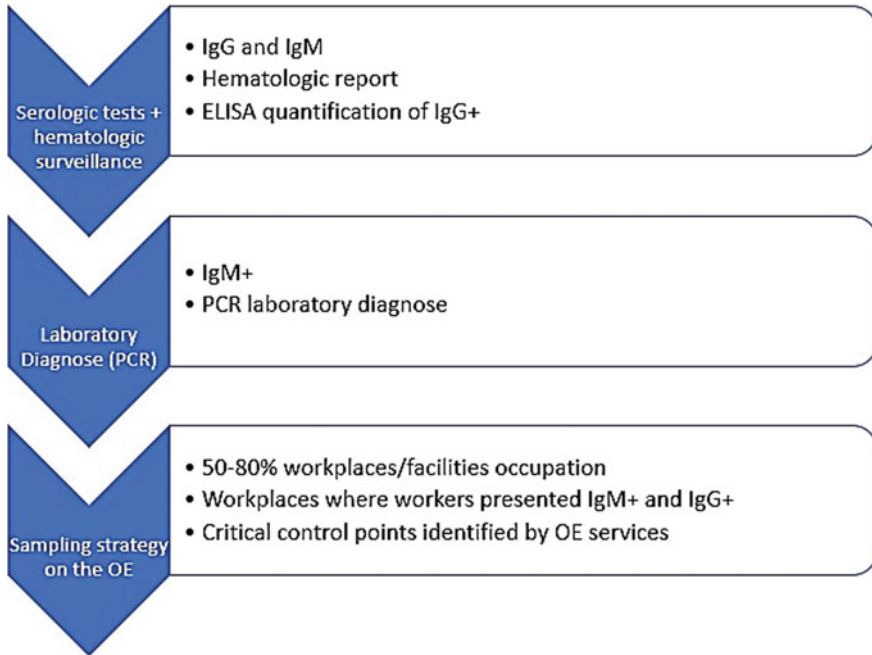 Serologic tests +
hematologic
surveillance
• IgG and IgM
• Hematologic report
• ELISA quantification of IgG+
Laboratory
Diagnose (PCR)
• IgM+
• PCR laboratory diagnose
Sampling strategy
on the OE
• 50-80% workplaces/facilities occupation
• Workplaces where workers presented IgM+ and IgG+
• Critical control points identified by OE services